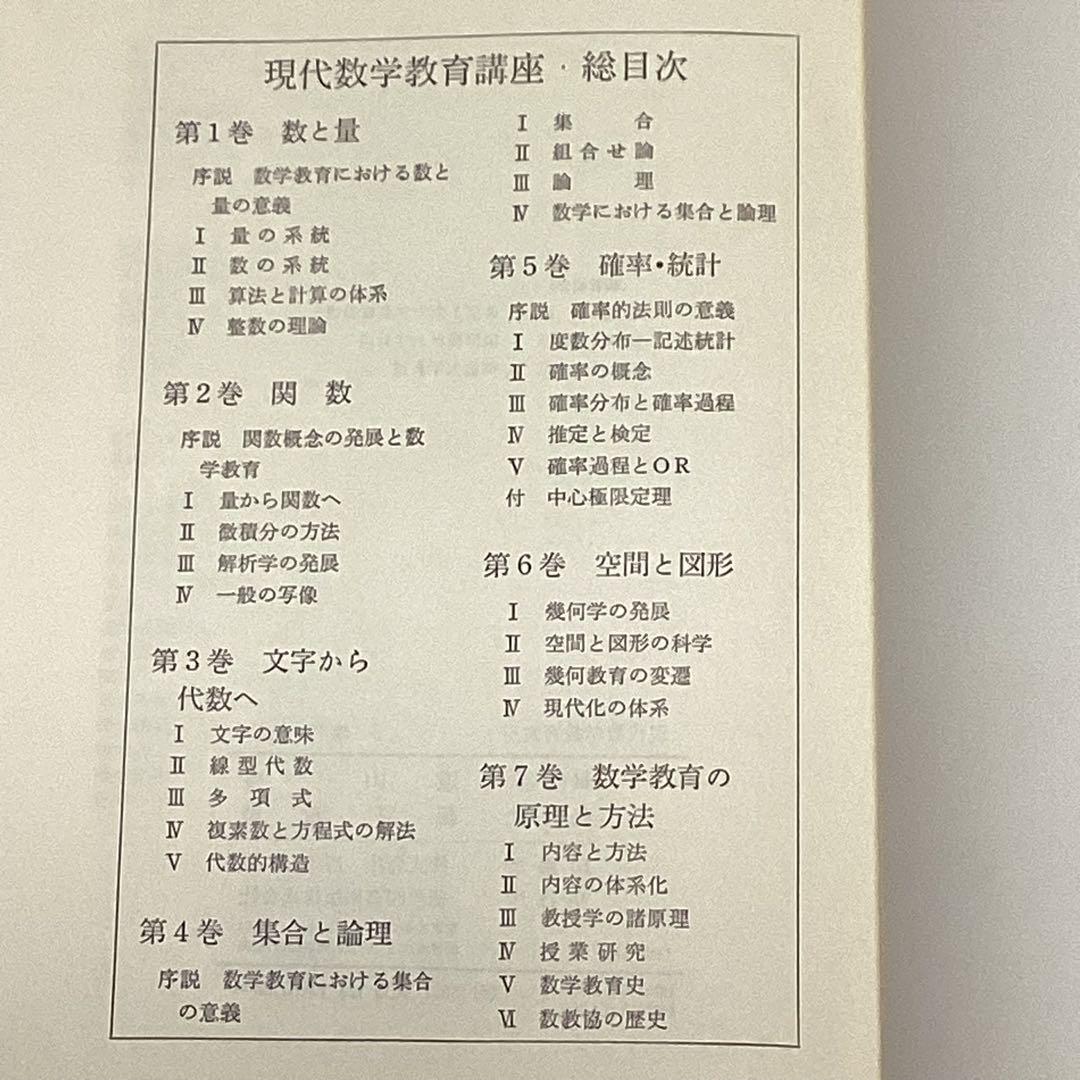 現代数学教育講座・総目次
第1巻 数と量
序説 数学教育における数と
量の意義
Ⅰ 量の系統
Ⅱ 数の系統
Ⅲ 算法と計算の体系
Ⅳ 整数の理論
第2巻 関数
序説 関数概念の発展と数
学教育
Ⅰ 量から関数へ
Ⅱ 微積分の方法
Ⅲ 解析学の発展
Ⅳ 一般の写像
第3巻 文字から
代数へ
Ⅰ 文字の意味
Ⅱ 線型代数
Ⅲ 多項式
Ⅳ 複素数と方程式の解法
Ⅴ 代数的構造
第4巻 集合と論理
序説 数学教育における集合
の意義
Ⅰ 集合
Ⅱ 組合せ論
Ⅲ 論理
Ⅳ 数学における集合と論理
第5巻 確率・統計
序説 確率的法則の意義
Ⅰ 度数分布—記述統計
Ⅱ 確率の概念
Ⅲ 確率分布と確率過程
Ⅳ 推定と検定
Ⅴ 確率過程とOR
付 中心極限定理
第6巻 空間と図形
Ⅰ 幾何学の発展
Ⅱ 空間と図形の科学
Ⅲ 幾何教育の変遷
Ⅳ 現代化の体系
第7巻 数学教育の
原理と方法
Ⅰ 内容と方法
Ⅱ 内容の体系化
Ⅲ 教授学の諸原理
Ⅳ 授業研究
Ⅴ 数学教育史
Ⅵ 数教協の歴史